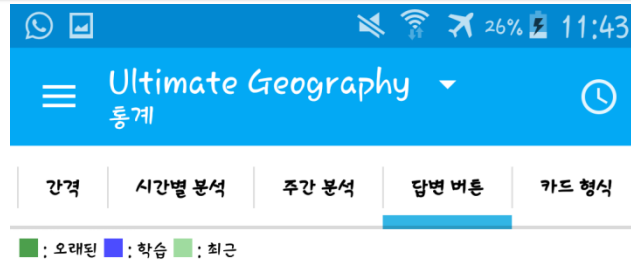 26% 11:43
Ultimate Geography
통계
간격 시간별 분석 주간 분석 답변 버튼 카드 형식
: 오래된 : 학습 : 최근